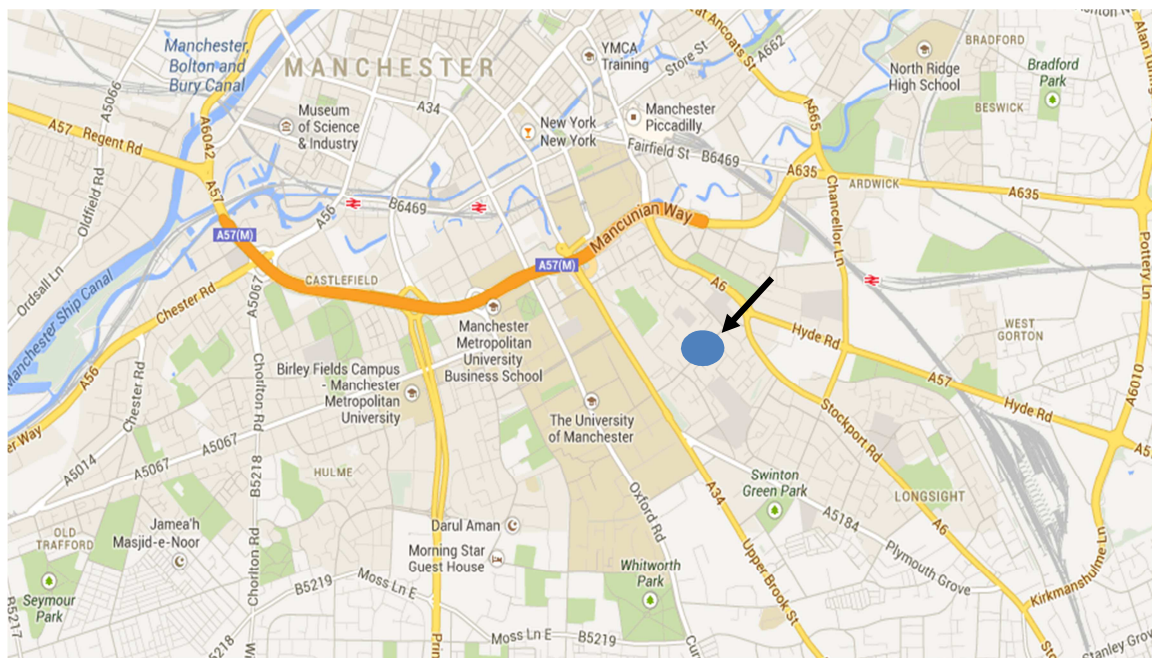 Manchester,
Bolton and
Bury Canal
MANCHESTER
A34
A5066
A6042
A57
Regent Rd
A57
Oldfield Rd
Ordsall Ln
Manchester Ship Canal
Museum
of Science
& Industry
YMCA
Training
Store St
A662
New York
New York
Manchester
Piccadilly
Fairfield St
B6469
A665
North Ridge
High School
BRADFORD
Bradford
Park
BESWICK
A635
ARDWICK
A635
Chancellor Ln
Pottery Ln
A56
B6469
Mancunian Way
A57(M)
A57(M)
CASTLEFIELD
Chester Rd
A5067
A56
Chester Rd
Chorlton Rd
Manchester
Metropolitan
University
Business School
Birley Fields Campus
- Manchester
Metropolitan
University
The University
of Manchester
A6
Hyde Rd
A57
Hyde Rd
WEST
GORTON
A6010
Stockport Rd
LONGSIGHT
A6
A5014
A5067
A5067
B5218
HULME
Oxford Rd
A34
Upper Brook St
Swinton
Green Park
A5184
Plymouth Grove
Kirkmanshulme Ln
Stanley Grove
OLD
TRAFFORD
Jamea'h
Masjid-e-Noor
Seymour
Park
B5217
Chorlton Rd
B5218
B5219
Moss Ln E
Darul Aman
Morning Star
Guest House
Whitworth
Park
Moss Ln E
B5219